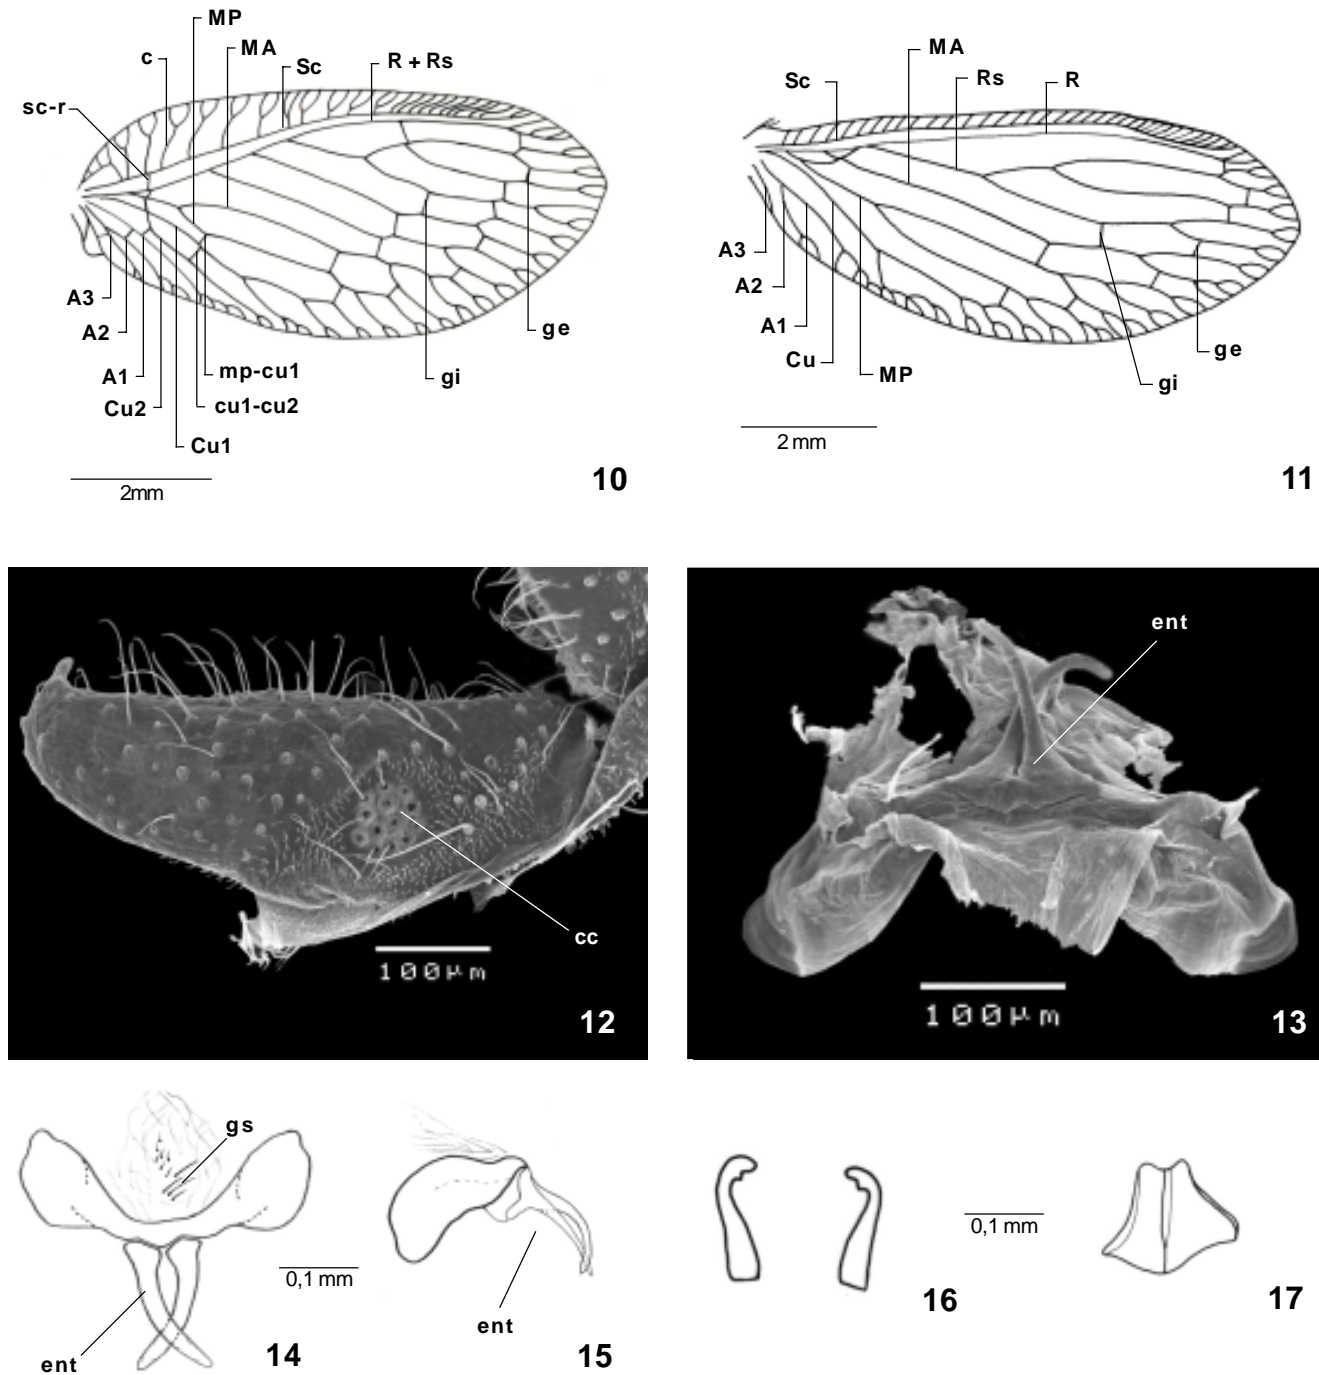 MP
MA
c
Sc
R + Rs
sc-r
A3
A2
A1
Cu2
Cu1
cu1-cu2
mp-cu1
gi
ge
2mm
10
MA
Rs
R
Sc
A3
A2
A1
Cu
MP
gi
ge
2 mm
11
cc
100µm
12
ent
100µm
13
gs
ent
0,1 mm
14
ent
15
16
0,1 mm
17